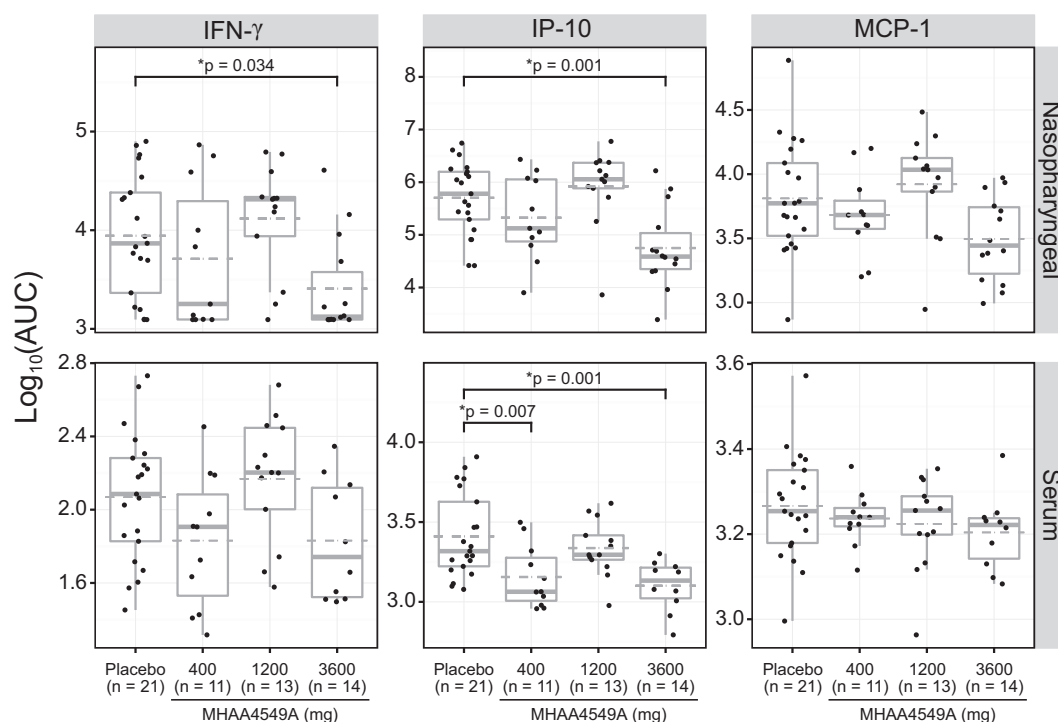 IFN-γ IP-10 MCP-1
Nasopharyngeal
Serum
Log₁₀(AUC)
*p = 0.034
5
4
3
*p = 0.001
8
7
6
5
4
4.5
4.0
3.5
3.0
2.8
2.4
2.0
1.6
*p = 0.001
*p = 0.007
4.0
3.5
3.0
3.6
3.4
3.2
3.0
Placebo 400 1200 3600
(n = 21) (n = 11) (n = 13) (n = 14)
MHAA4549A (mg)
Placebo 400 1200 3600
(n = 21) (n = 11) (n = 13) (n = 14)
MHAA4549A (mg)
Placebo 400 1200 3600
(n = 21) (n = 11) (n = 13) (n = 14)
MHAA4549A (mg)